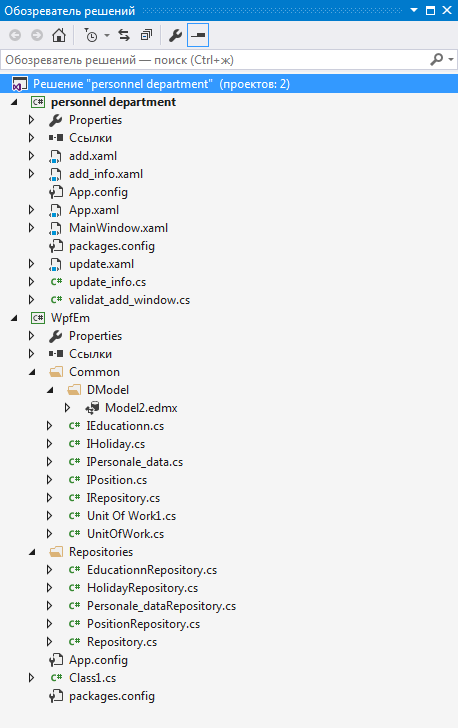 Обозреватель решений
Обозреватель решений — поиск (Ctrl+ж)
Решение "personnel department" (проектов: 2)
C# personnel department
Properties
Ссылки
add.xaml
add_info.xaml
App.config
App.xaml
MainWindow.xaml
packages.config
update.xaml
C# update_info.cs
C# validat_add_window.cs
C# WpfEm
Properties
Ссылки
Common
DModel
Model2.edmx
C# IEducationn.cs
C# IHoliday.cs
C# IPersonale_data.cs
C# IPosition.cs
C# IRepository.cs
C# Unit Of Work1.cs
C# UnitOfWork.cs
Repositories
C# EducationnRepository.cs
C# HolidayRepository.cs
C# Personale_dataRepository.cs
C# PositionRepository.cs
C# Repository.cs
App.config
C# Class1.cs
packages.config